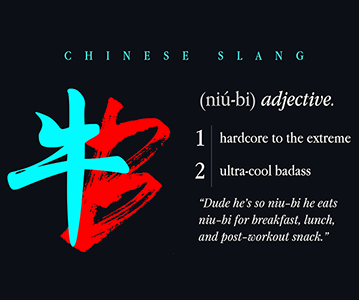 CHINESE SLANG
牛B
(niú-bi) adjective.
1 hardcore to the extreme
2 ultra-cool badass
“Dude he's so niu-bi he eats
niu-bi for breakfast, lunch,
and post-workout snack.”